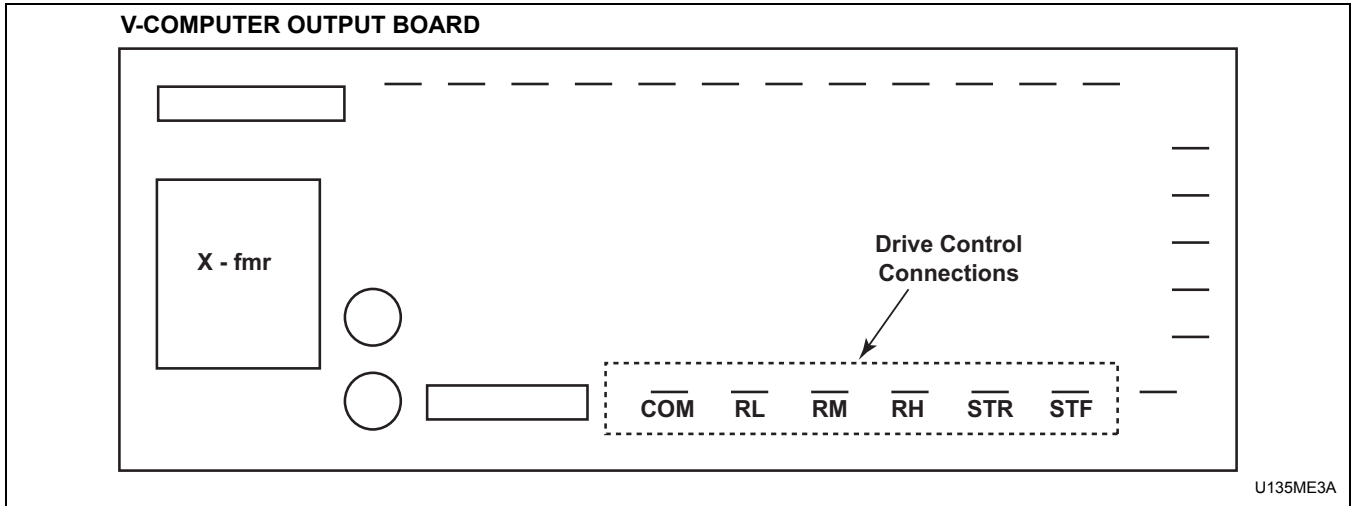 V-COMPUTER OUTPUT BOARD
X - fmr
Drive Control
Connections
COM RL RM RH STR STF
U135ME3A